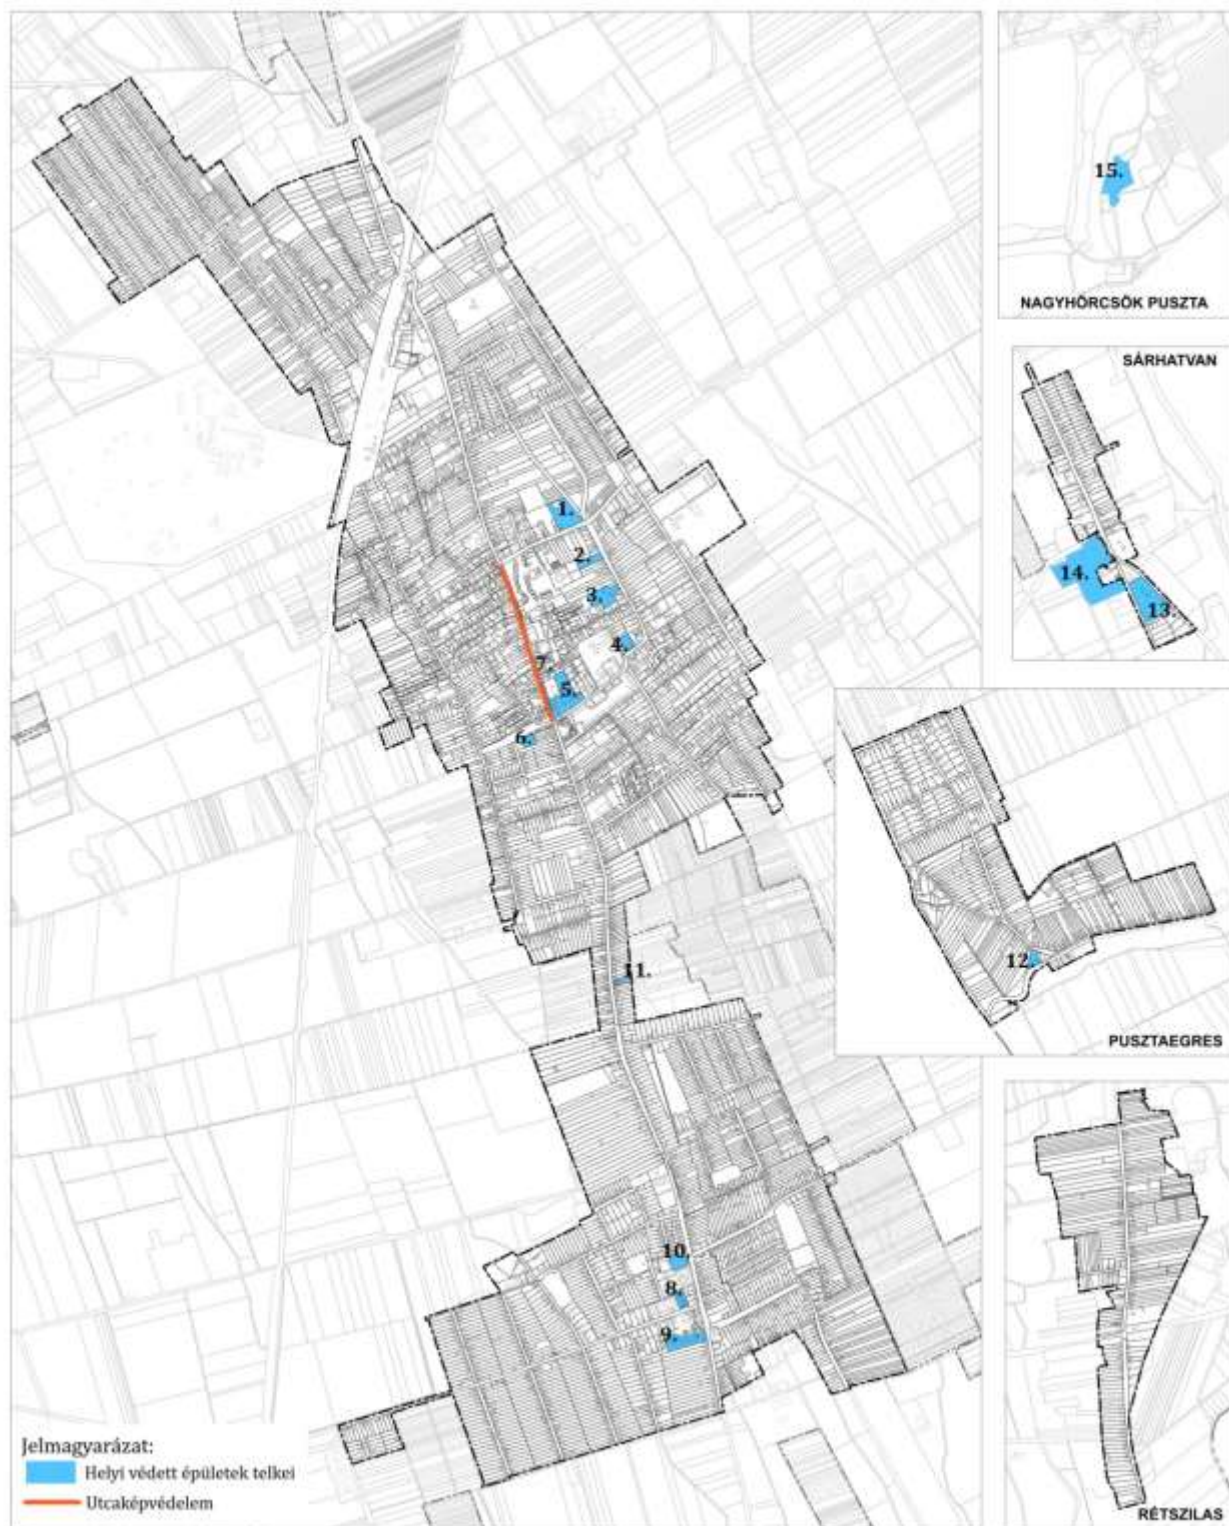 15.
NAGYHÖRCSÖK PUSZTA
SÁRHATVAN
14.
13.
1.
2.
3.
4.
7.
5.
6.
12.
PUSZTAEGRES
11.
10.
8.
9.
RÉTSZILAS
Jelmagyarázat:
Helyi védett épületek telkei
Utcaképvédelem